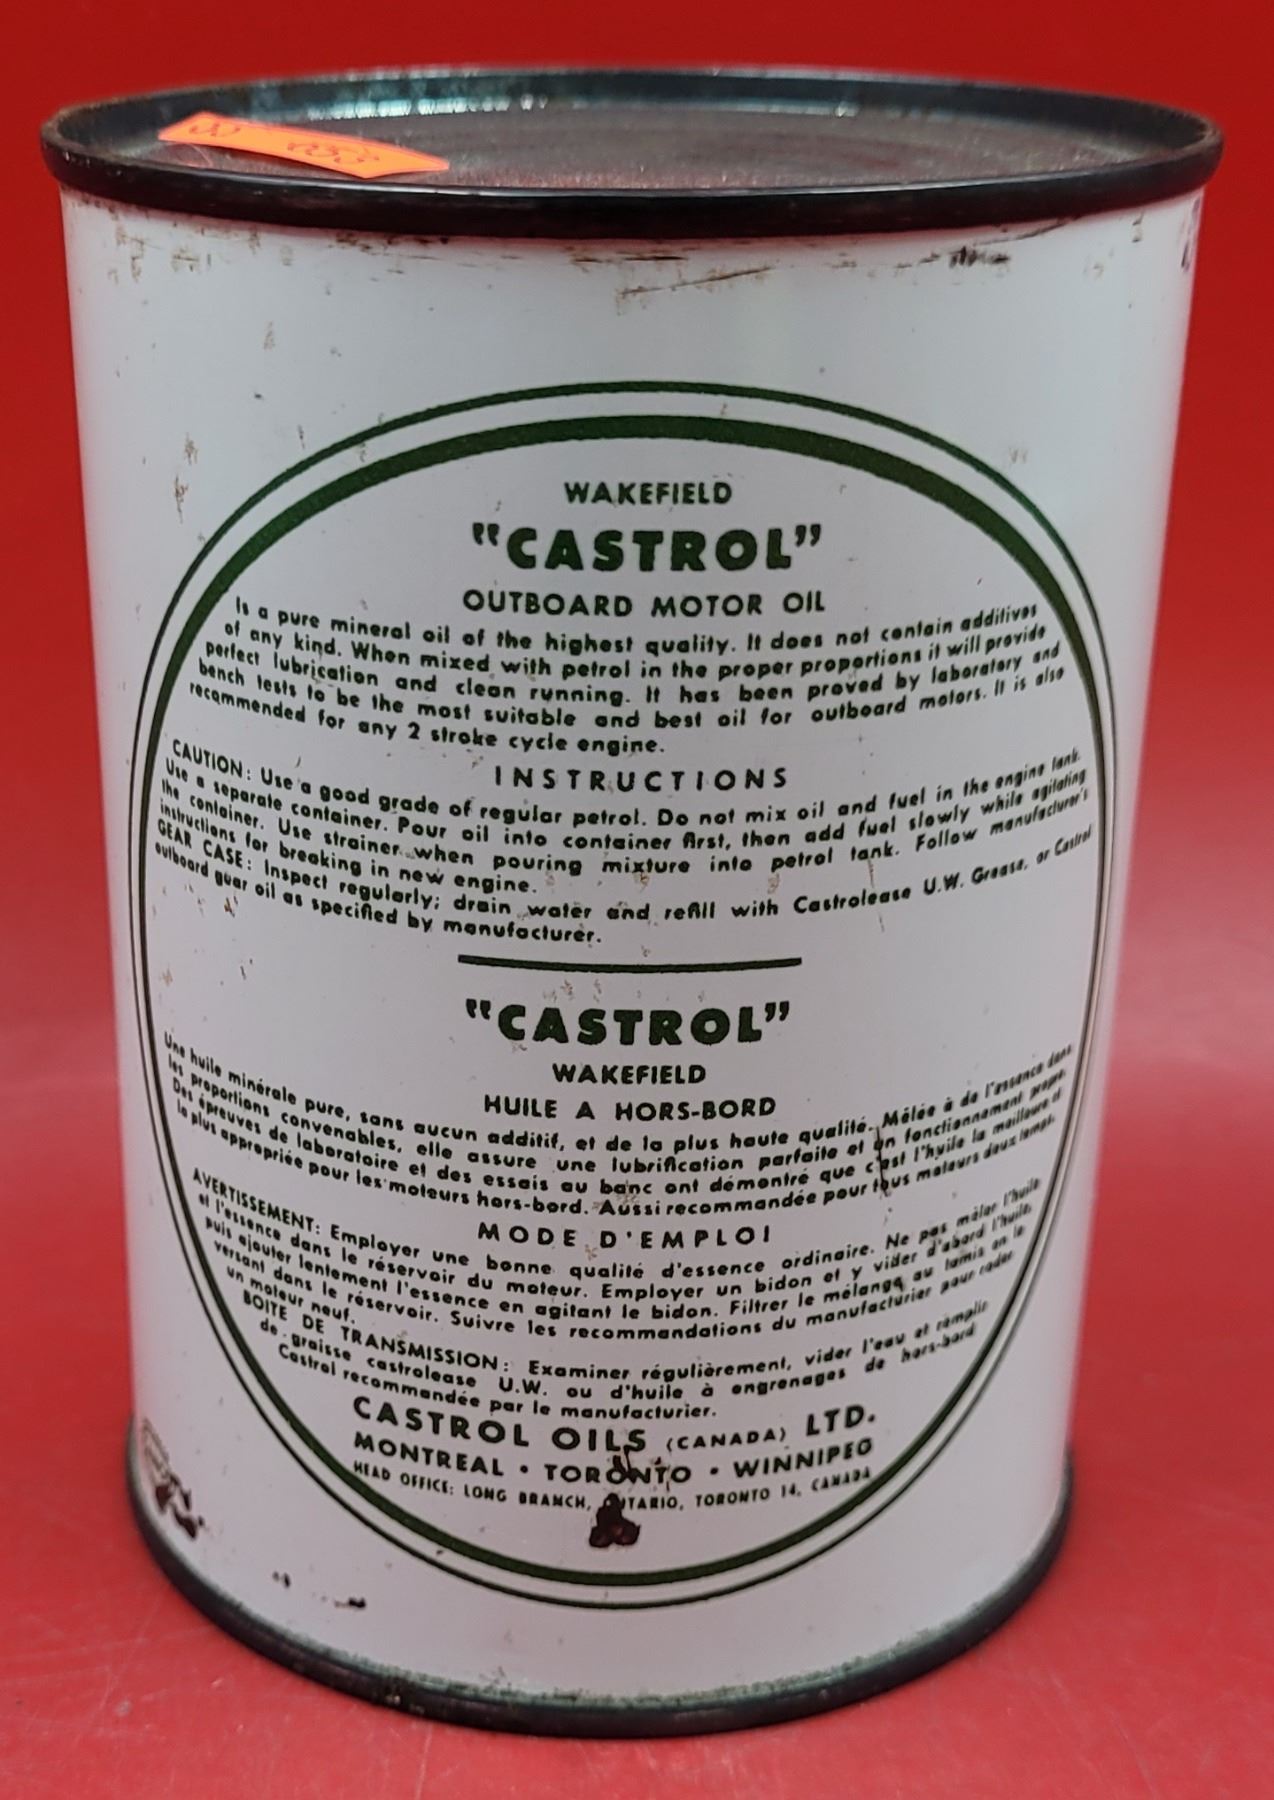 WAKEFIELD
"CASTROL"
OUTBOARD MOTOR OIL
Is a pure mineral oil of the highest quality. It does not contain additives
of any kind. When mixed with petrol in the proper proportions it will provide
perfect lubrication and clean running. It has been proved by laboratory and
bench tests to be the most suitable and best oil for outboard motors. It is also
recommended for any 2 stroke cycle engine.
INSTRUCTIONS
CAUTION: Use a good grade of regular petrol. Do not mix oil and fuel in the engine tank.
Use a separate container. Pour oil into container first, then add fuel slowly while agitating
the container. Use strainer when pouring mixture into petrol tank. Follow manufacturer's
instructions for breaking in new engine.
GEAR CASE: Inspect regularly; drain water and refill with Castrolease U.W. Grease, or Castrol
outboard gear oil as specified by manufacturer.
"CASTROL"
WAKEFIELD
HUILE A HORS-BORD
Une huile minérale pure, sans aucun additif, et de la plus haute qualité. Mêlée à de l'essence dans
les proportions convenables, elle assure une lubrification parfaite et un fonctionnement propre.
Des épreuves de laboratoire et des essais au banc ont démontré que c'est l'huile la meilleure et
la plus appropriée pour les moteurs hors-bord. Aussi recommandée pour tous moteurs deux temps.
MODE D'EMPLOI
AVERTISSEMENT: Employer une bonne qualité d'essence ordinaire. Ne pas mêler l'huile
et l'essence dans le réservoir du moteur. Employer un bidon et y vider d'abord l'huile,
puis ajouter lentement l'essence en agitant le bidon. Filtrer le mélange au tamis en le
versant dans le réservoir. Suivre les recommandations du manufacturier pour roder
un moteur neuf.
BOITE DE TRANSMISSION: Examiner régulièrement, vider l'eau et remplir
de graisse castrolease U.W. ou d'huile à engrenages de hors-bord
Castrol recommandée par le manufacturier.
CASTROL OILS (CANADA) LTD.
MONTREAL • TORONTO • WINNIPEG
HEAD OFFICE: LONG BRANCH, ONTARIO, TORONTO 14, CANADA